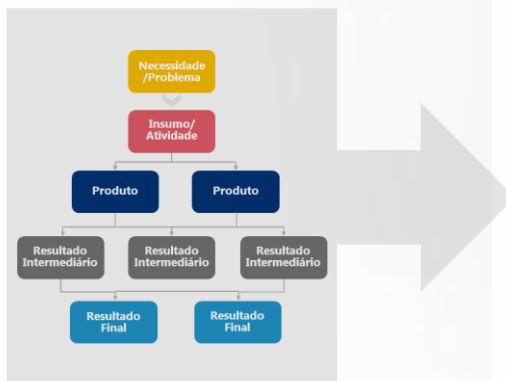 Necessidade
/Problema
Insumo/
Atividade
Produto
Produto
Resultado
Intermediário
Resultado
Intermediário
Resultado
Intermediário
Resultado
Final
Resultado
Final